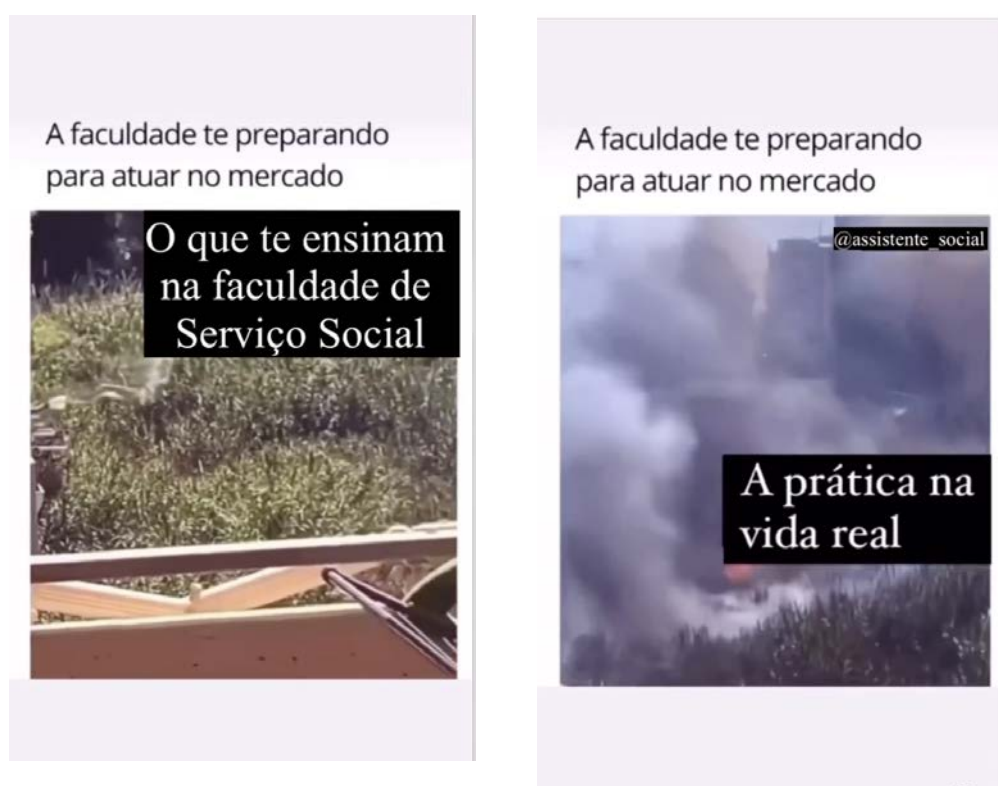 A faculdade te preparando
para atuar no mercado
O que te ensinam
na faculdade de
Serviço Social
A faculdade te preparando
para atuar no mercado
@assistente_social
A prática na
vida real